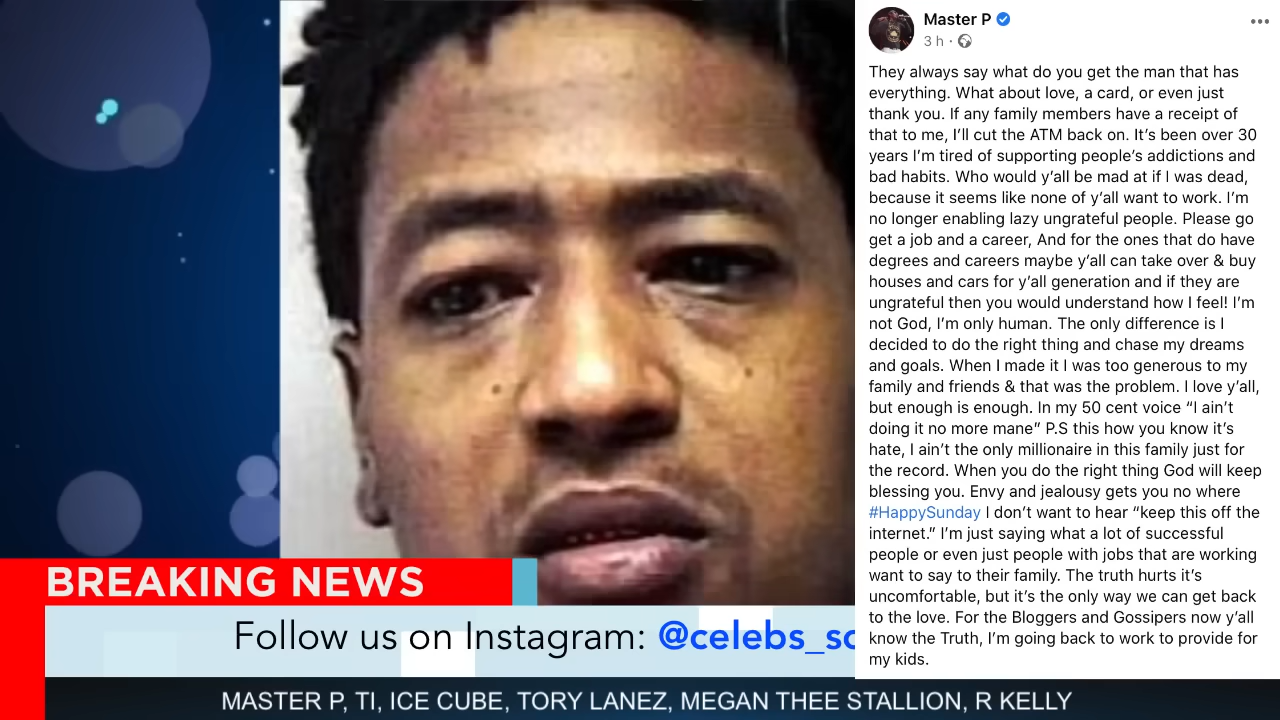 Master P
3 h
They always say what do you get the man that has
everything. What about love, a card, or even just
thank you. If any family members have a receipt of
that to me, I'll cut the ATM back on. It's been over 30
years I'm tired of supporting people's addictions and
bad habits. Who would y'all be mad at if I was dead,
because it seems like none of y'all want to work. I'm
no longer enabling lazy ungrateful people. Please go
get a job and a career, And for the ones that do have
degrees and careers maybe y'all can take over & buy
houses and cars for y'all generation and if they are
ungrateful then you would understand how I feel! I'm
not God, I'm only human. The only difference is I
decided to do the right thing and chase my dreams
and goals. When I made it I was too generous to my
family and friends & that was the problem. I love y'all,
but enough is enough. In my 50 cent voice “I ain't
doing it no more mane” P.S this how you know it's
hate, I ain't the only millionaire in this family just for
the record. When you do the right thing God will keep
blessing you. Envy and jealousy gets you no where
#HappySunday I don't want to hear “keep this off the
internet.” I'm just saying what a lot of successful
people or even just people with jobs that are working
want to say to their family. The truth hurts it's
uncomfortable, but it's the only way we can get back
to the love. For the Bloggers and Gossipers now y'all
know the Truth, I'm going back to work to provide for
my kids.
BREAKING NEWS
Follow us on Instagram: @celebs_sc
MASTER P, TI, ICE CUBE, TORY LANEZ, MEGAN THEE STALLION, R KELLY